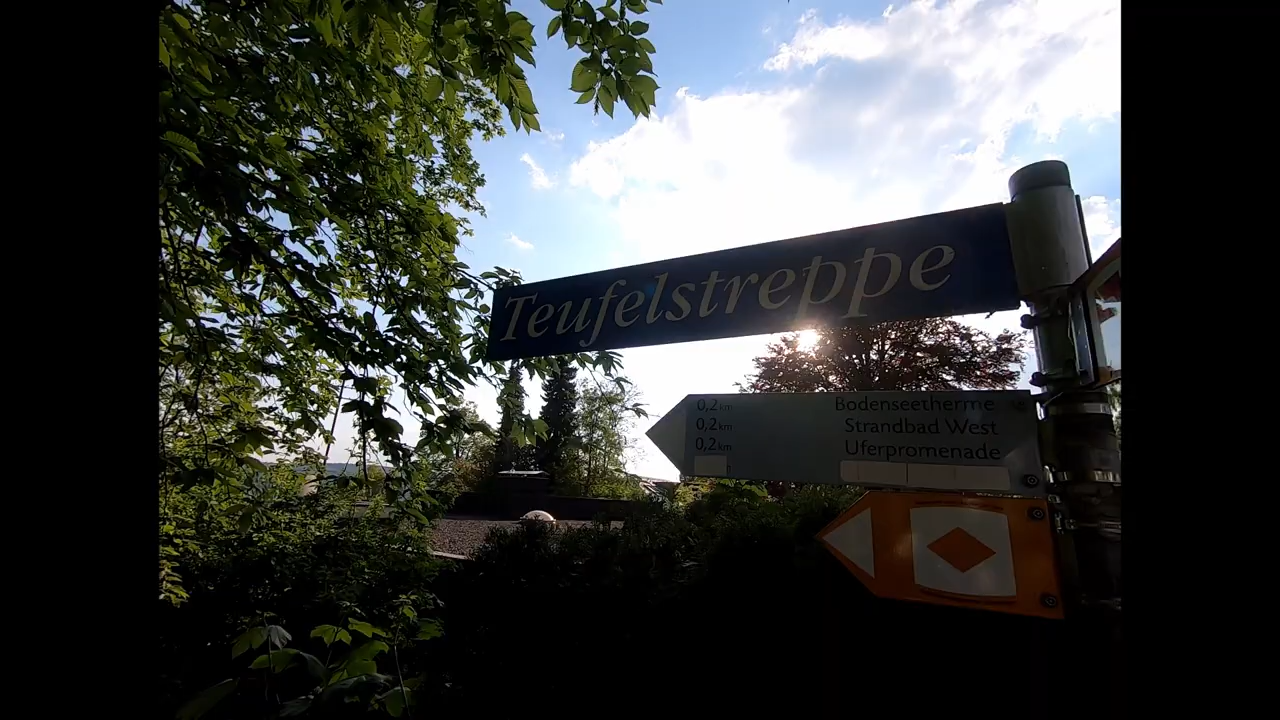 Teufelstreppe
0,2 km Bodenseetherme
0,2 km Strandbad West
0,2 km Uferpromenade